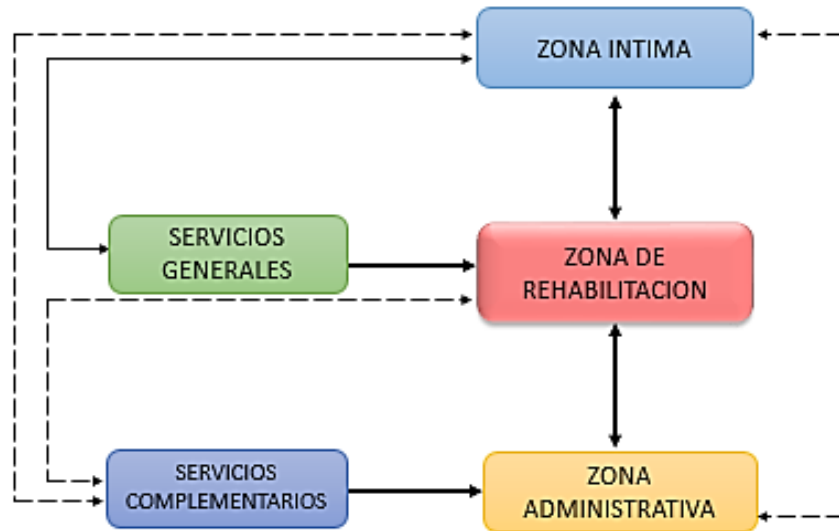 ZONA INTIMA
SERVICIOS
GENERALES
ZONA DE
REHABILITACION
SERVICIOS
COMPLEMENTARIOS
ZONA
ADMINISTRATIVA